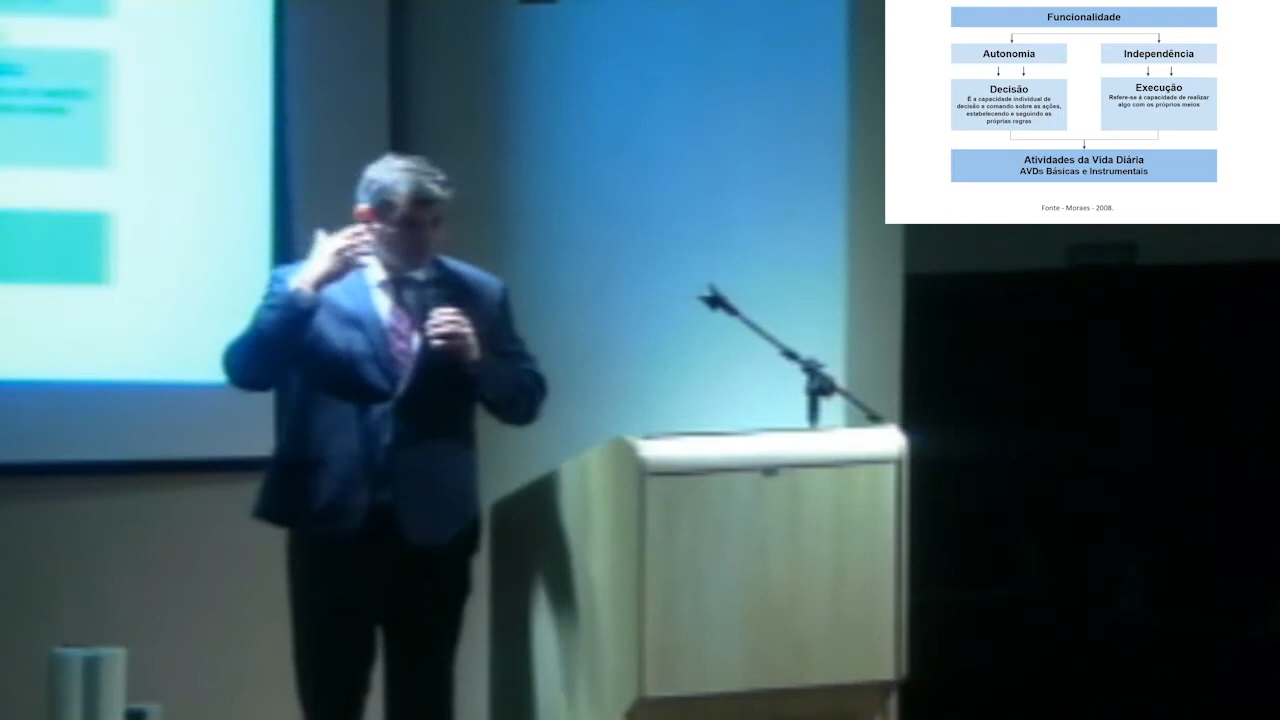 Funcionalidade
Autonomia
Independência
Decisão
É a capacidade individual de
decisão e comando sobre as ações,
estabelecendo e seguindo as
próprias regras
Execução
Refere-se à capacidade de realizar
algo com os próprios meios
Atividades da Vida Diária
AVDs Básicas e Instrumentais
Fonte - Moraes - 2008.